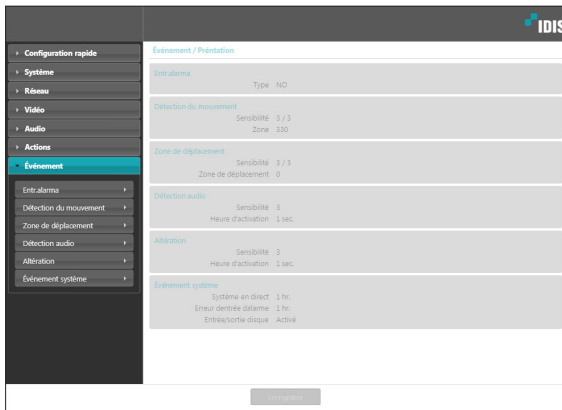 IDIS
Configuration rapide
Système
Réseau
Vidéo
Audio
Actions
Événement
Entr.alarma
Détection du mouvement
Zone de déplacement
Détection audio
Altération
Événement système
Événement / Préntation
Entr.alarma
Type NO
Détection du mouvement
Sensibilité 3 / 3
Zone 330
Zone de déplacement
Sensibilité 3 / 3
Zone de déplacement 0
Détection audio
Sensibilité 3
Heure d'activation 1 sec.
Altération
Sensibilité 3
Heure d'activation 1 sec.
Événement système
Système en direct 1 hr.
Erreur dentrée dalarme 1 hr.
Entrée/sortie disque Activé